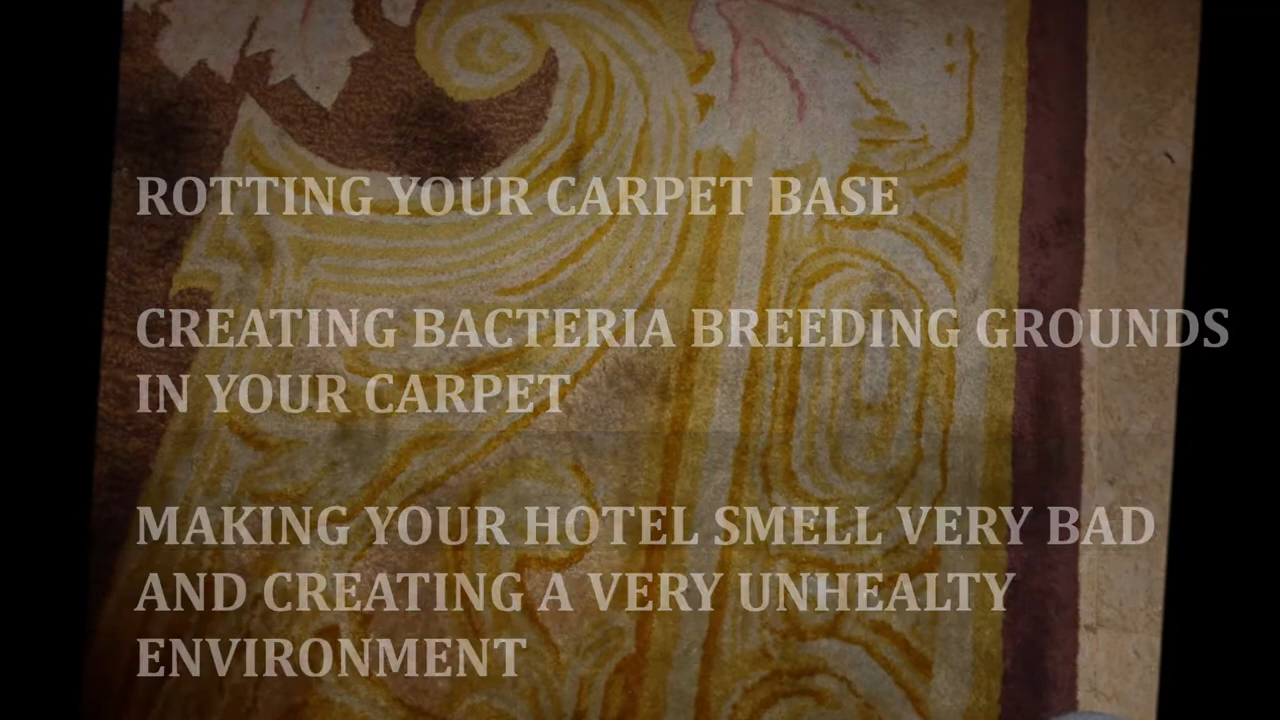 ROTTING YOUR CARPET BASE
CREATING BACTERIA BREEDING GROUNDS
IN YOUR CARPET
MAKING YOUR HOTEL SMELL VERY BAD
AND CREATING A VERY UNHEALTY
ENVIRONMENT